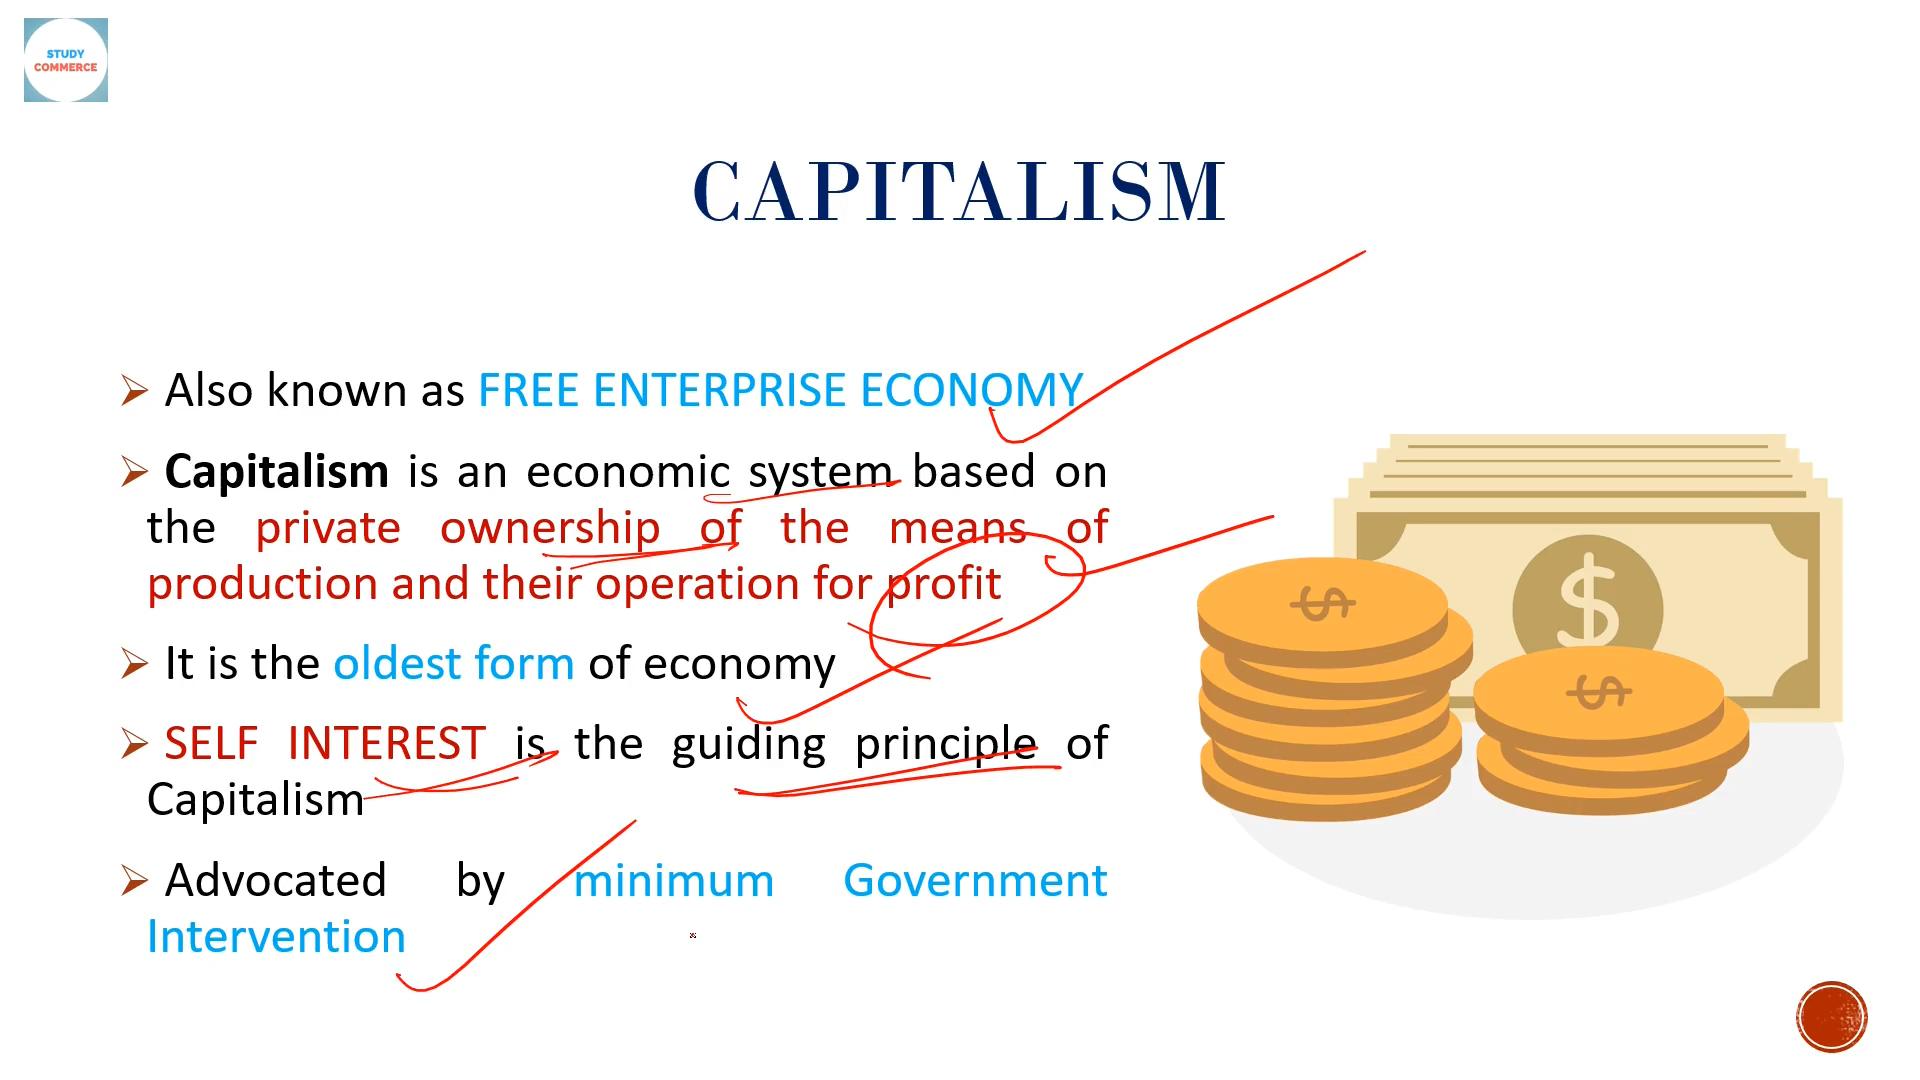 STUDY
COMMERCE
CAPITALISM
Also known as FREE ENTERPRISE ECONOMY
Capitalism is an economic system based on
the private ownership of the means of
production and their operation for profit
It is the oldest form of economy
SELF INTEREST is the guiding principle of
Capitalism
Advocated by minimum Government
Intervention
$
$
$